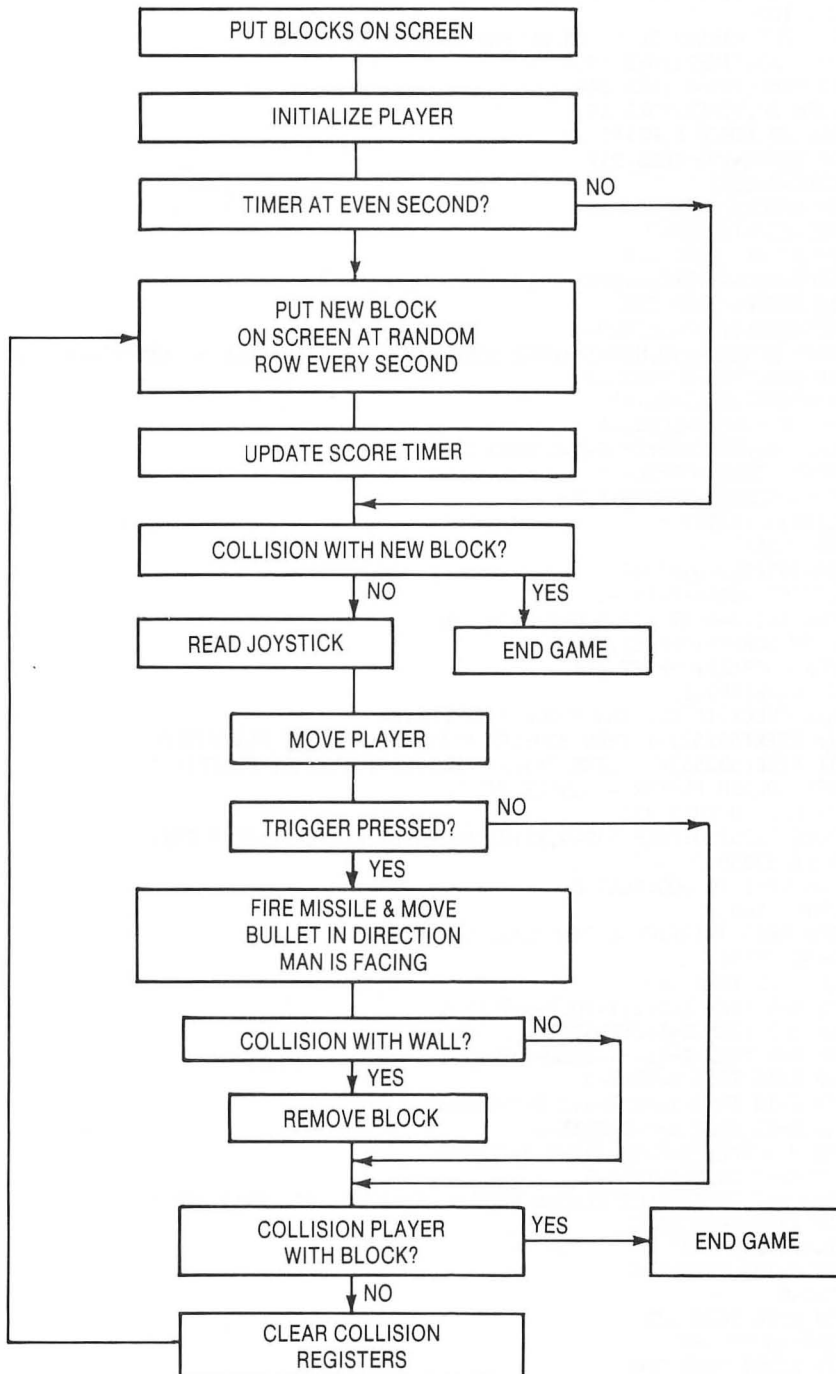 PUT BLOCKS ON SCREEN
INITIALIZE PLAYER
TIMER AT EVEN SECOND?
NO
PUT NEW BLOCK
ON SCREEN AT RANDOM
ROW EVERY SECOND
UPDATE SCORE TIMER
COLLISION WITH NEW BLOCK?
NO
YES
READ JOYSTICK
END GAME
MOVE PLAYER
TRIGGER PRESSED?
NO
YES
FIRE MISSILE & MOVE
BULLET IN DIRECTION
MAN IS FACING
COLLISION WITH WALL?
NO
YES
REMOVE BLOCK
COLLISION PLAYER
WITH BLOCK?
YES
END GAME
NO
CLEAR COLLISION
REGISTERS